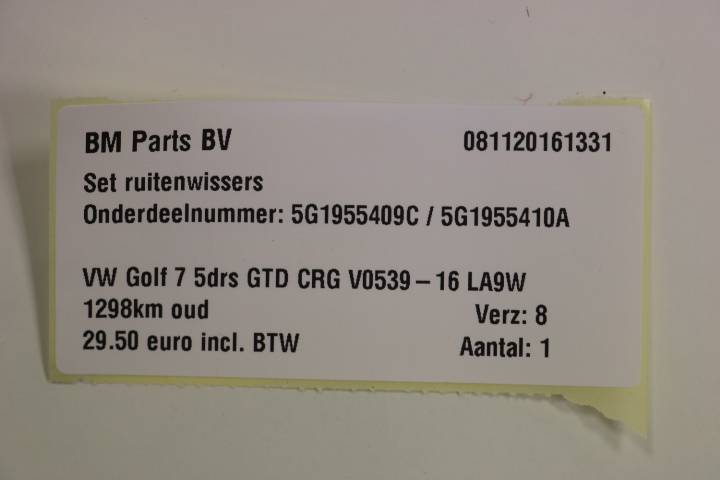 BM Parts BV 081120161331
Set ruitenwissers
Onderdeelnummer: 5G1955409C / 5G1955410A
VW Golf 7 5drs GTD CRG V0539 – 16 LA9W
1298km oud Verz: 8
29.50 euro incl. BTW Aantal: 1